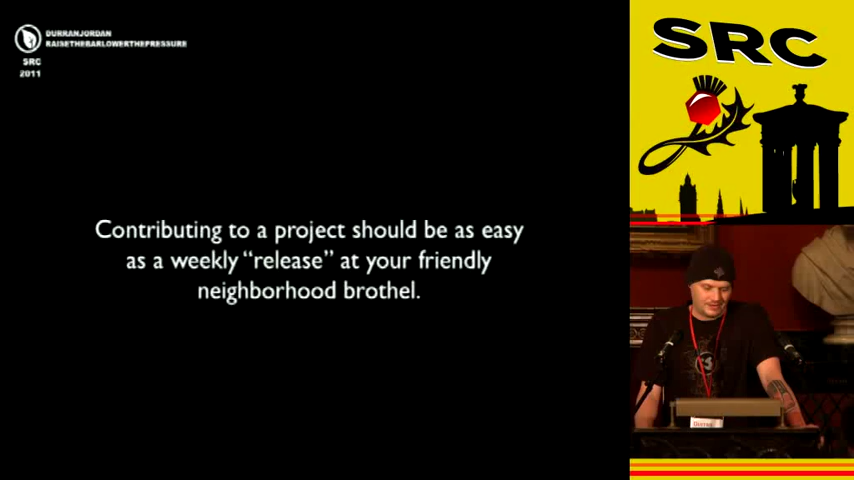 DURRANJORDAN
RAISETHEBARLOWERTHEPRESSURE
SRC
2011
Contributing to a project should be as easy
as a weekly “release” at your friendly
neighborhood brothel.
SRC